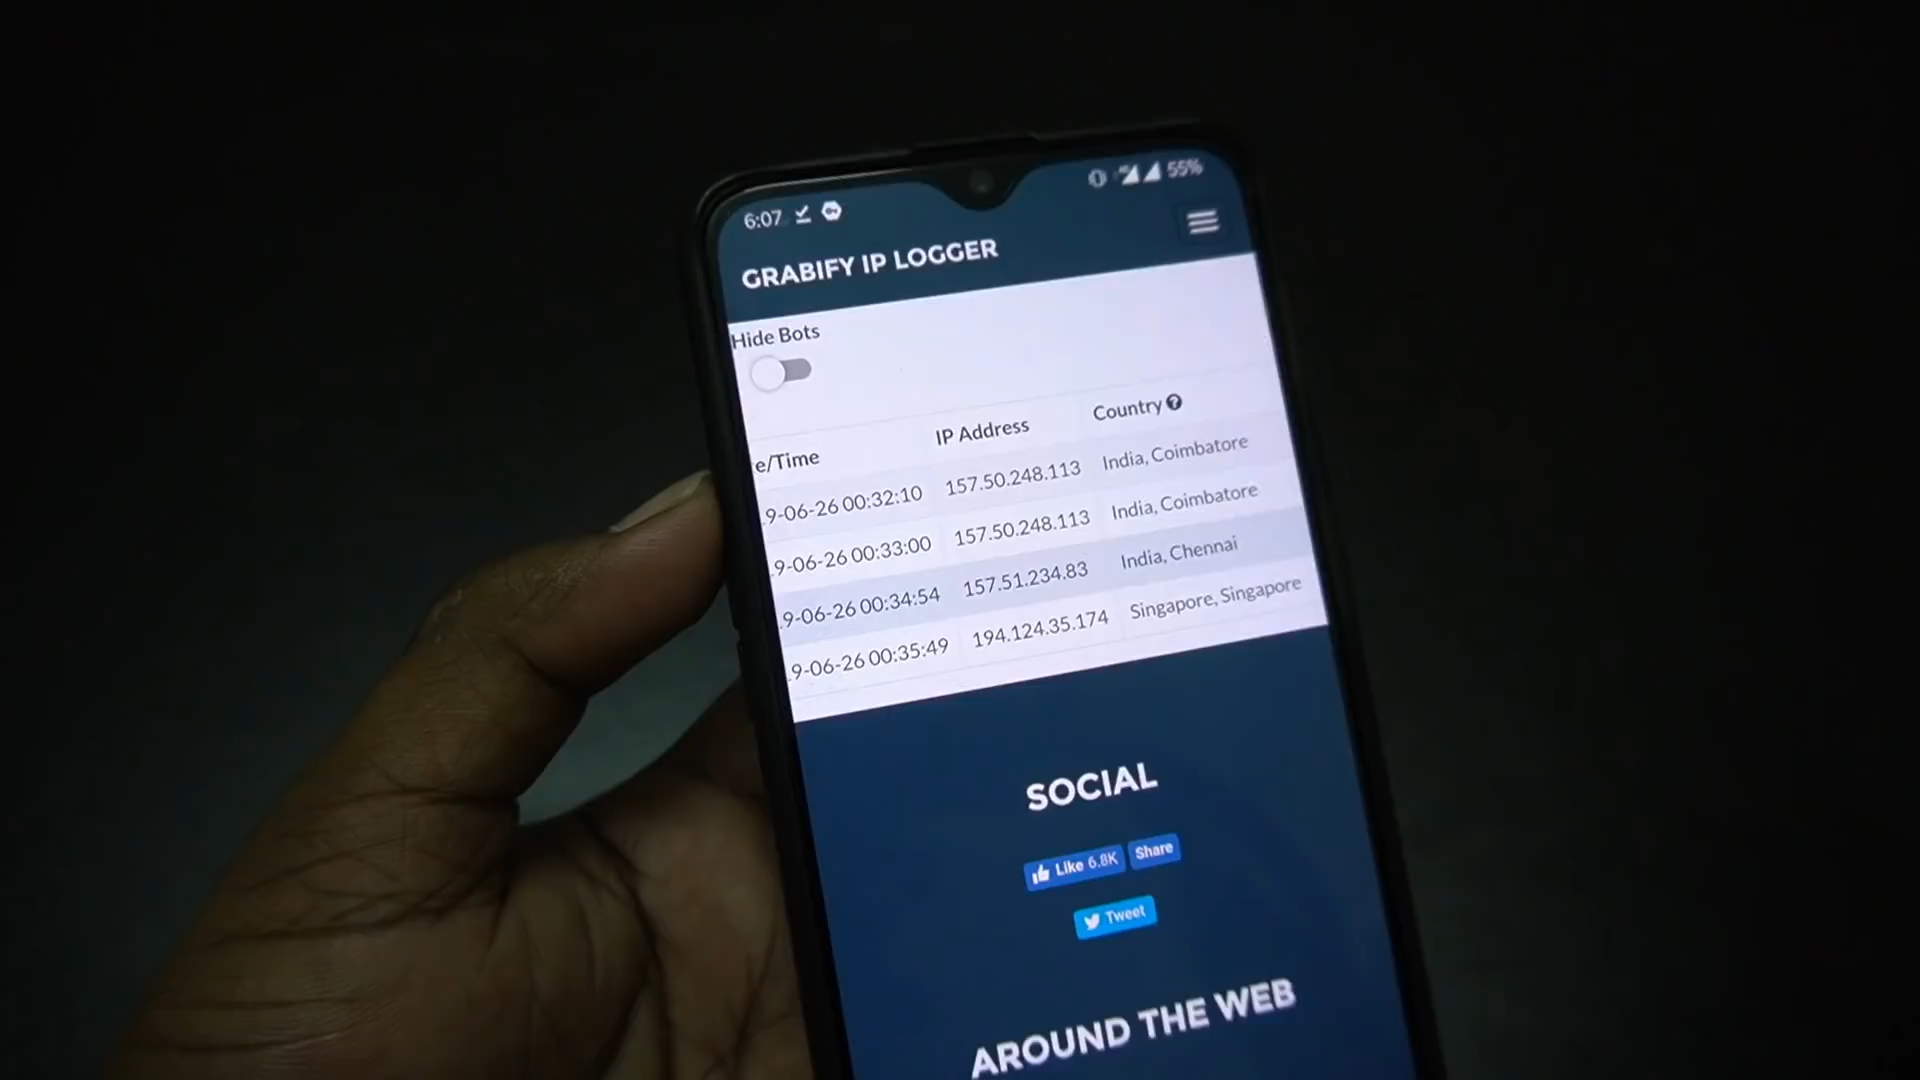 6:07 55%
GRABIFY IP LOGGER
Hide Bots
e/Time IP Address Country
.9-06-26 00:32:10 157.50.248.113 India, Coimbatore
.9-06-26 00:33:00 157.50.248.113 India, Coimbatore
.9-06-26 00:34:54 157.51.234.83 India, Chennai
.9-06-26 00:35:49 194.124.35.174 Singapore, Singapore
SOCIAL
Like 6.8K Share
Tweet
AROUND THE WEB